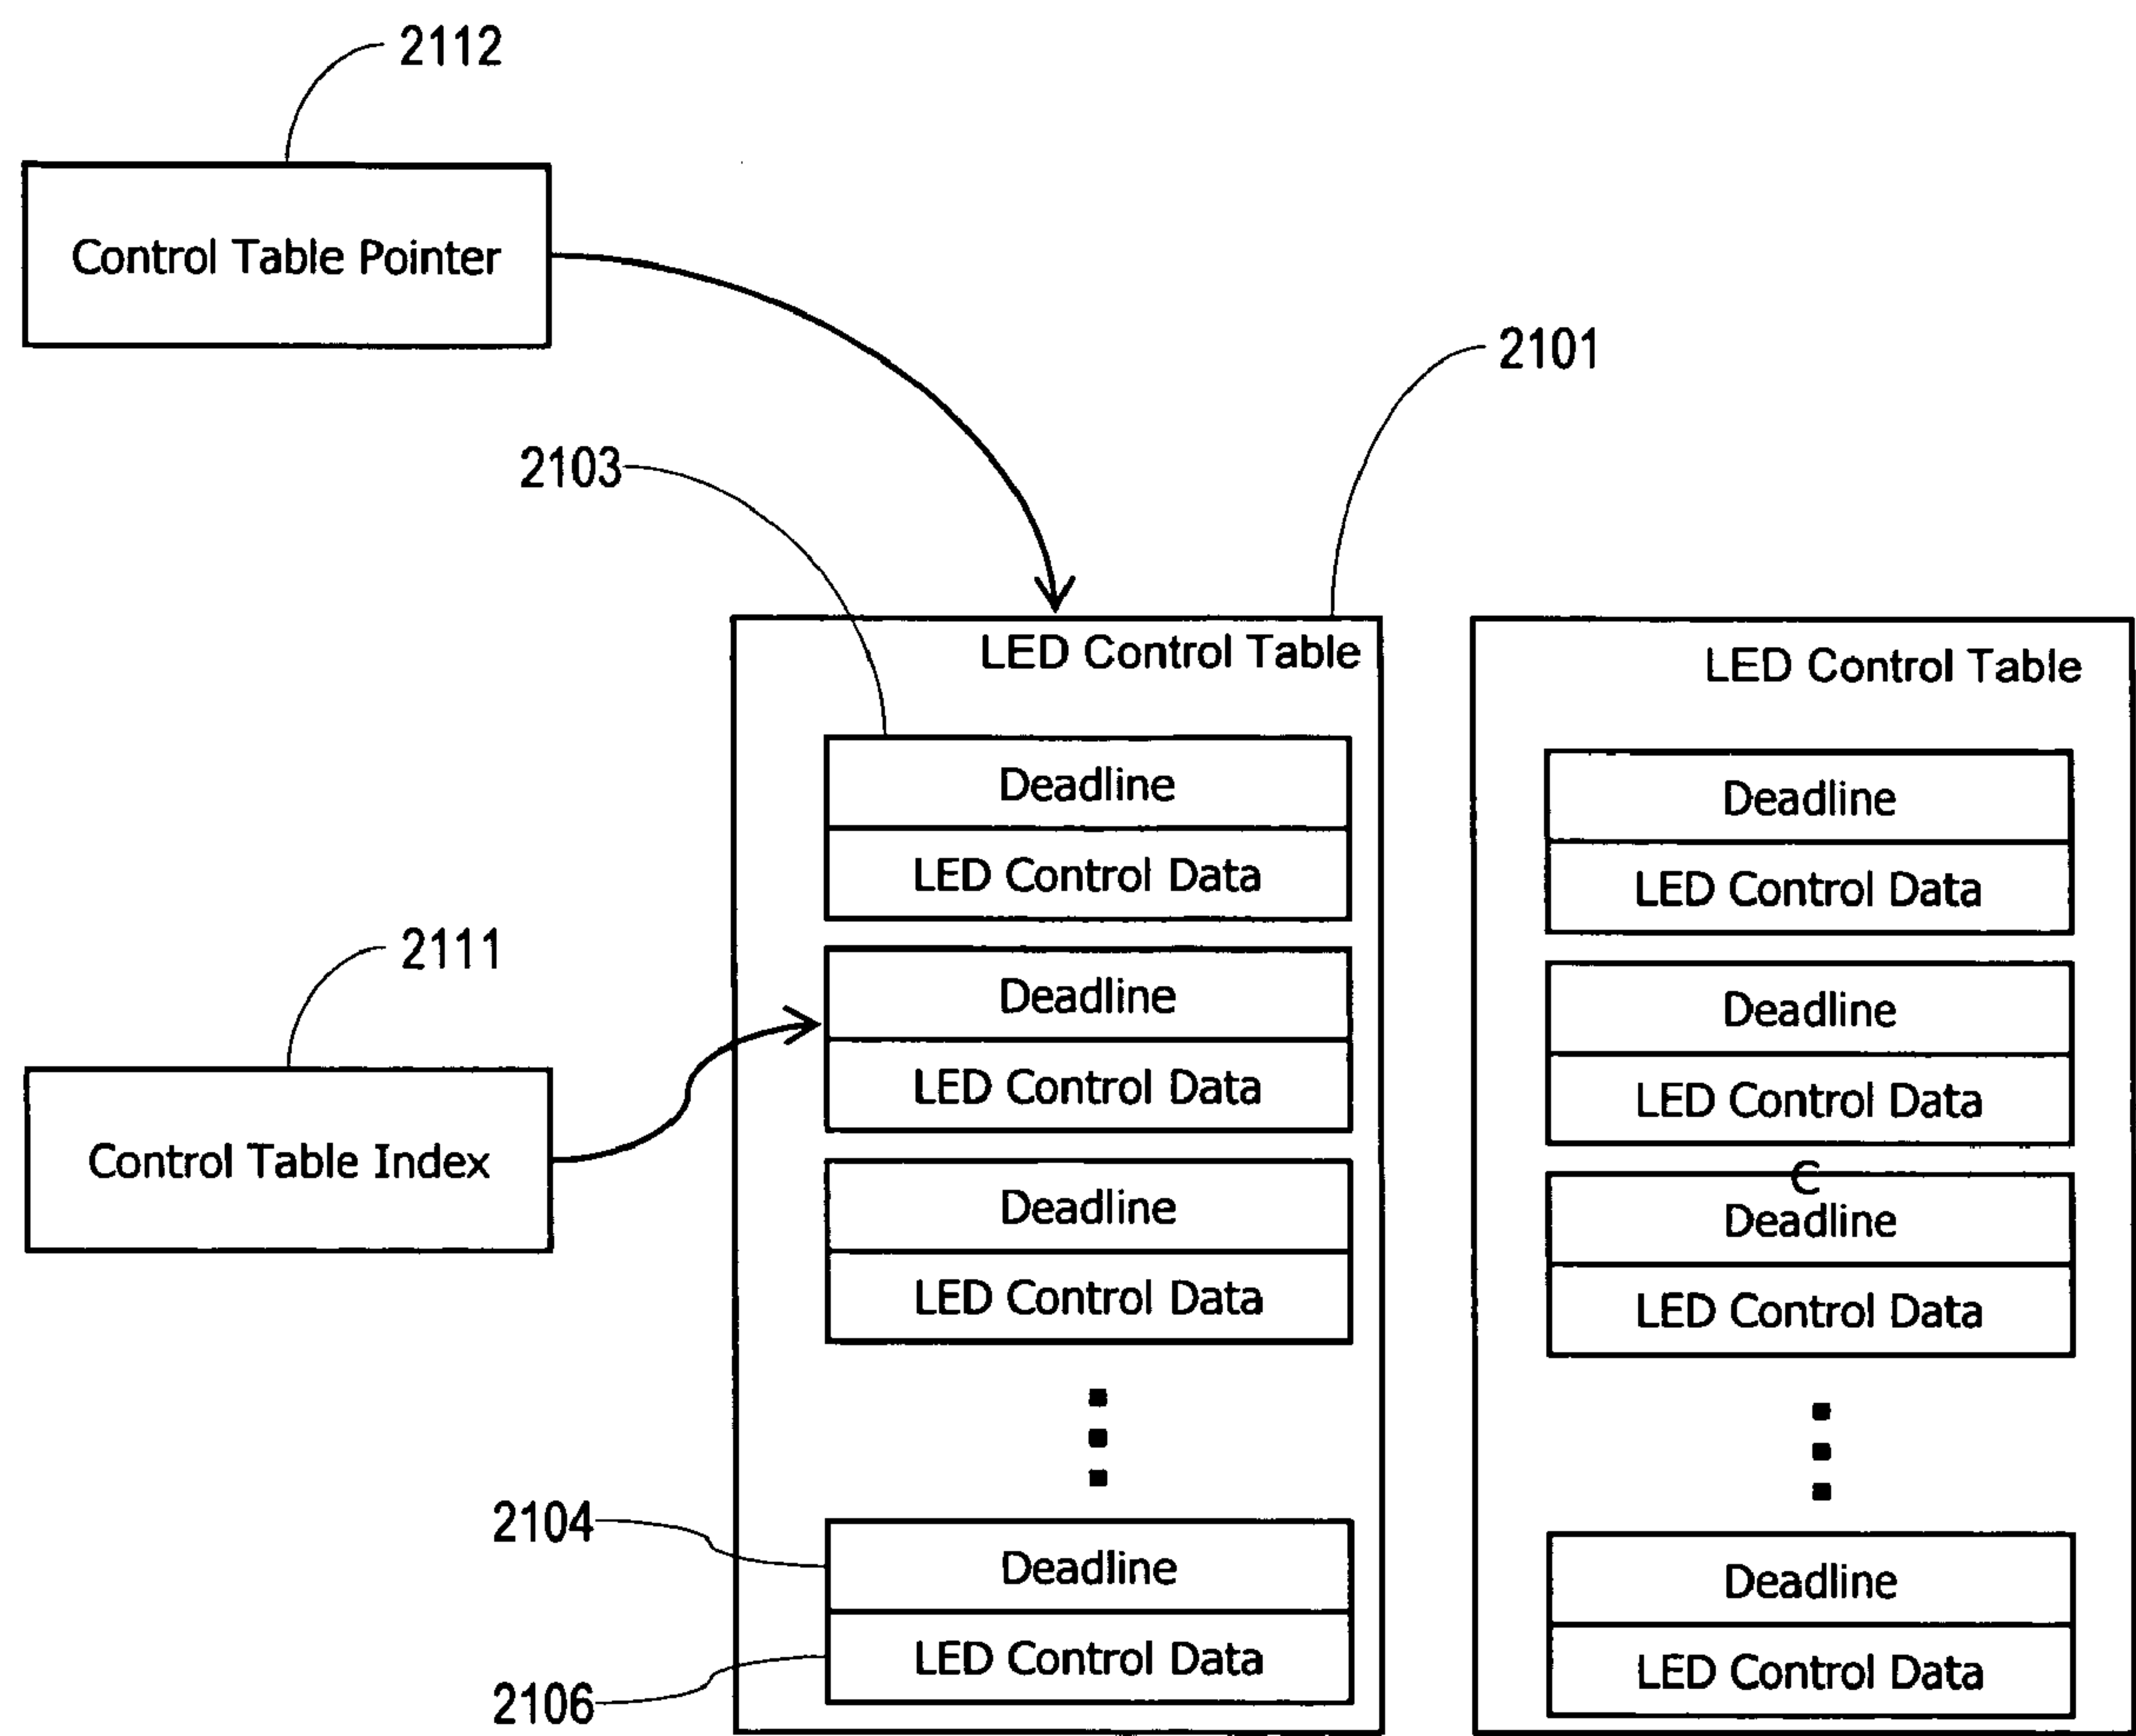 2112
Control Table Pointer
2101
2103
LED Control Table
Deadline
LED Control Data
2111
Deadline
LED Control Data
Control Table Index
Deadline
LED Control Data
2104
Deadline
LED Control Data
2106
LED Control Table
Deadline
LED Control Data
Deadline
LED Control Data
C
Deadline
LED Control Data
Deadline
LED Control Data